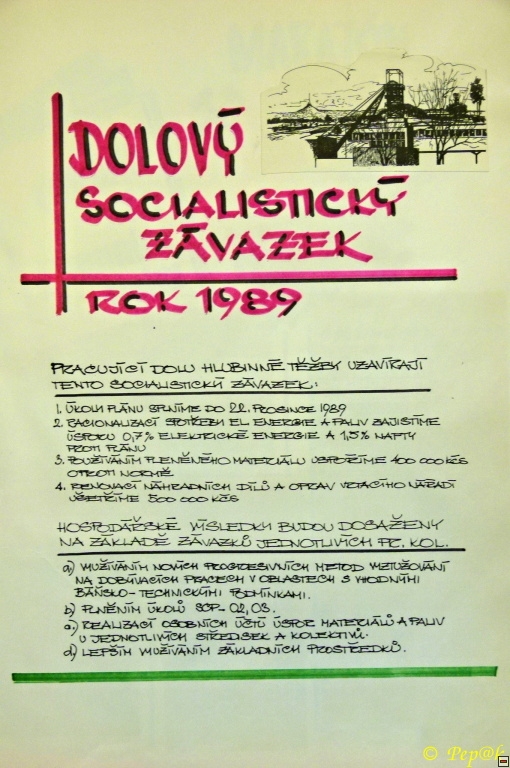 DOLOVÝ
SOCIALISTICKÝ
ZÁVAZEK
ROK 1989
PRACUJÍCÍ DOLU HLUBINNÉ TĚŽBY UZAVÍRAJÍ
TENTO SOCIALISTICKÝ ZÁVAZEK:
1. ÚKOLY PLÁNU SPLNÍME DO 22. PROSINCE 1989
2. RACIONALIZACÍ SPOTŘEBY EL ENERGIE A PALIV ZAJISTÍME
ÚSPORU 0,7% ELEKTRICKÉ ENERGIE A 1,5% NAFTY
PROTI PLÁNU
3. POUŽÍVÁNÍM PLENĚNÉHO MATERIÁLU USPOŘÍME 400 000 KČS
OPROTI NORMĚ
4. RENOVACÍ NÁHRADNÍCH DÍLŮ A OPRAV VRTACÍHO NÁŘADÍ
UŠETŘÍME 500 000 KČS
HOSPODÁŘSKÉ VÝSLEDKY BUDOU DOSAŽENY
NA ZÁKLADĚ ZÁVAZKŮ JEDNOTLIVÝCH PR. KOL.
a) VYUŽÍVÁNÍM NOVÝCH PROGRESIVNÍCH METOD VYZTUŽOVÁNÍ
NA DOBÝVACÍCH PRACECH V OBLASTECH S VHODNÝMI
BÁŇSKO-TECHNICKÝMI PODMÍNKAMI.
b) PLNĚNÍM ÚKOLŮ SCP-02,03.
c) REALIZACÍ OSOBNÍCH ÚČTŮ ÚSPOR MATERIÁLŮ A PALIV
U JEDNOTLIVÝCH STŘEDISEK A KOLEKTIVŮ.
d) LEPŠÍM VYUŽÍVÁNÍM ZÁKLADNÍCH PROSTŘEDKŮ.
© Pep@k